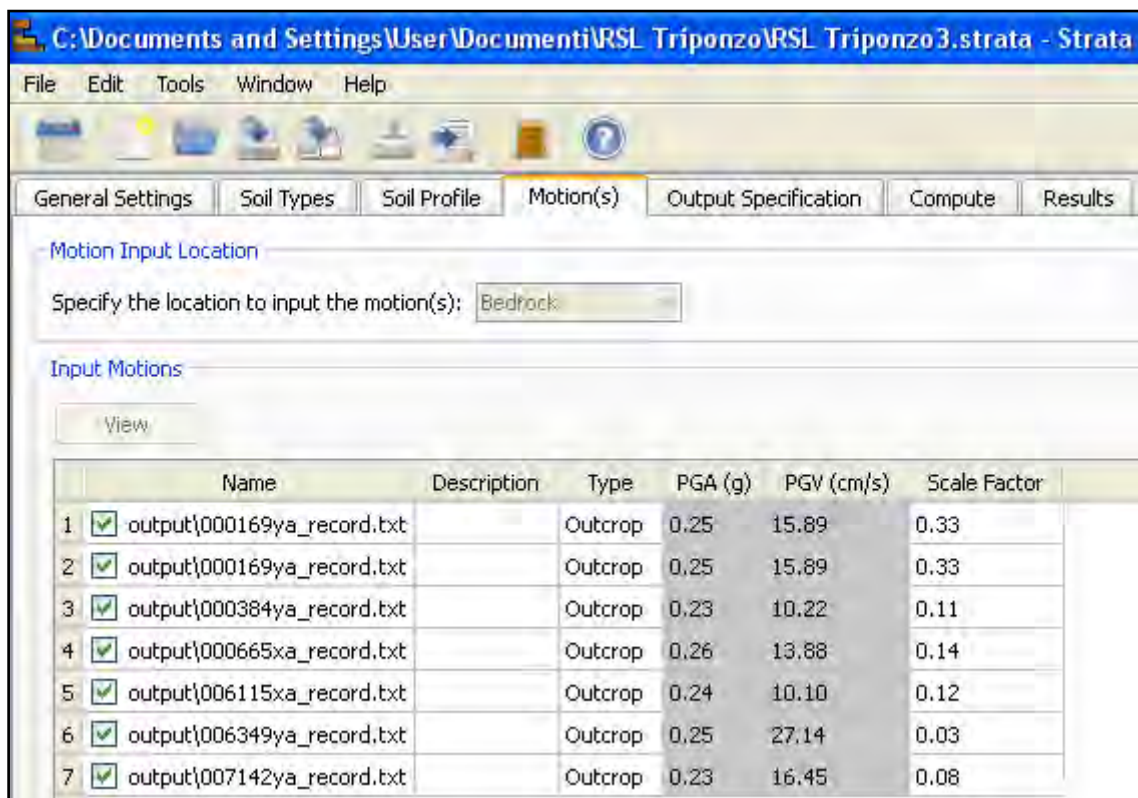 C:\Documents and Settings\User\Documenti\RSL Triponzo\RSL Triponzo3.strata - Strata
File Edit Tools Window Help
General Settings Soil Types Soil Profile Motion(s) Output Specification Compute Results
Motion Input Location
Specify the location to input the motion(s): Bedrock
Input Motions
View
Name Description Type PGA (g) PGV (cm/s) Scale Factor
1 output\000169ya_record.txt Outcrop 0.25 15.89 0.33
2 output\000169ya_record.txt Outcrop 0.25 15.89 0.33
3 output\000384ya_record.txt Outcrop 0.23 10.22 0.11
4 output\000665xa_record.txt Outcrop 0.26 13.88 0.14
5 output\006115xa_record.txt Outcrop 0.24 10.10 0.12
6 output\006349ya_record.txt Outcrop 0.25 27.14 0.03
7 output\007142ya_record.txt Outcrop 0.23 16.45 0.08